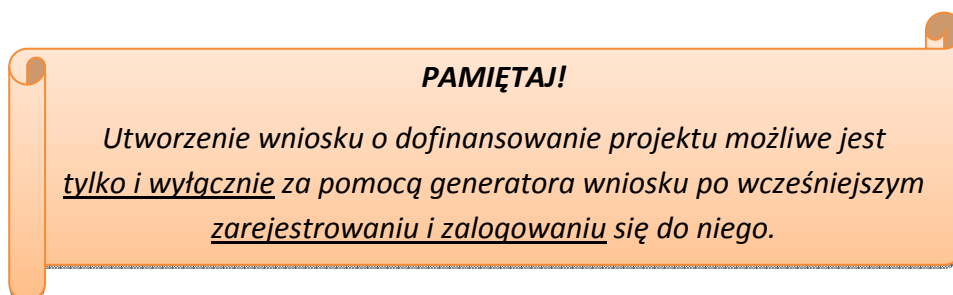 PAMIĘTAJ!
Utworzenie wniosku o dofinansowanie projektu możliwe jest
tylko i wyłącznie za pomocą generatora wniosku po wcześniejszym
zarejestrowaniu i zalogowaniu się do niego.